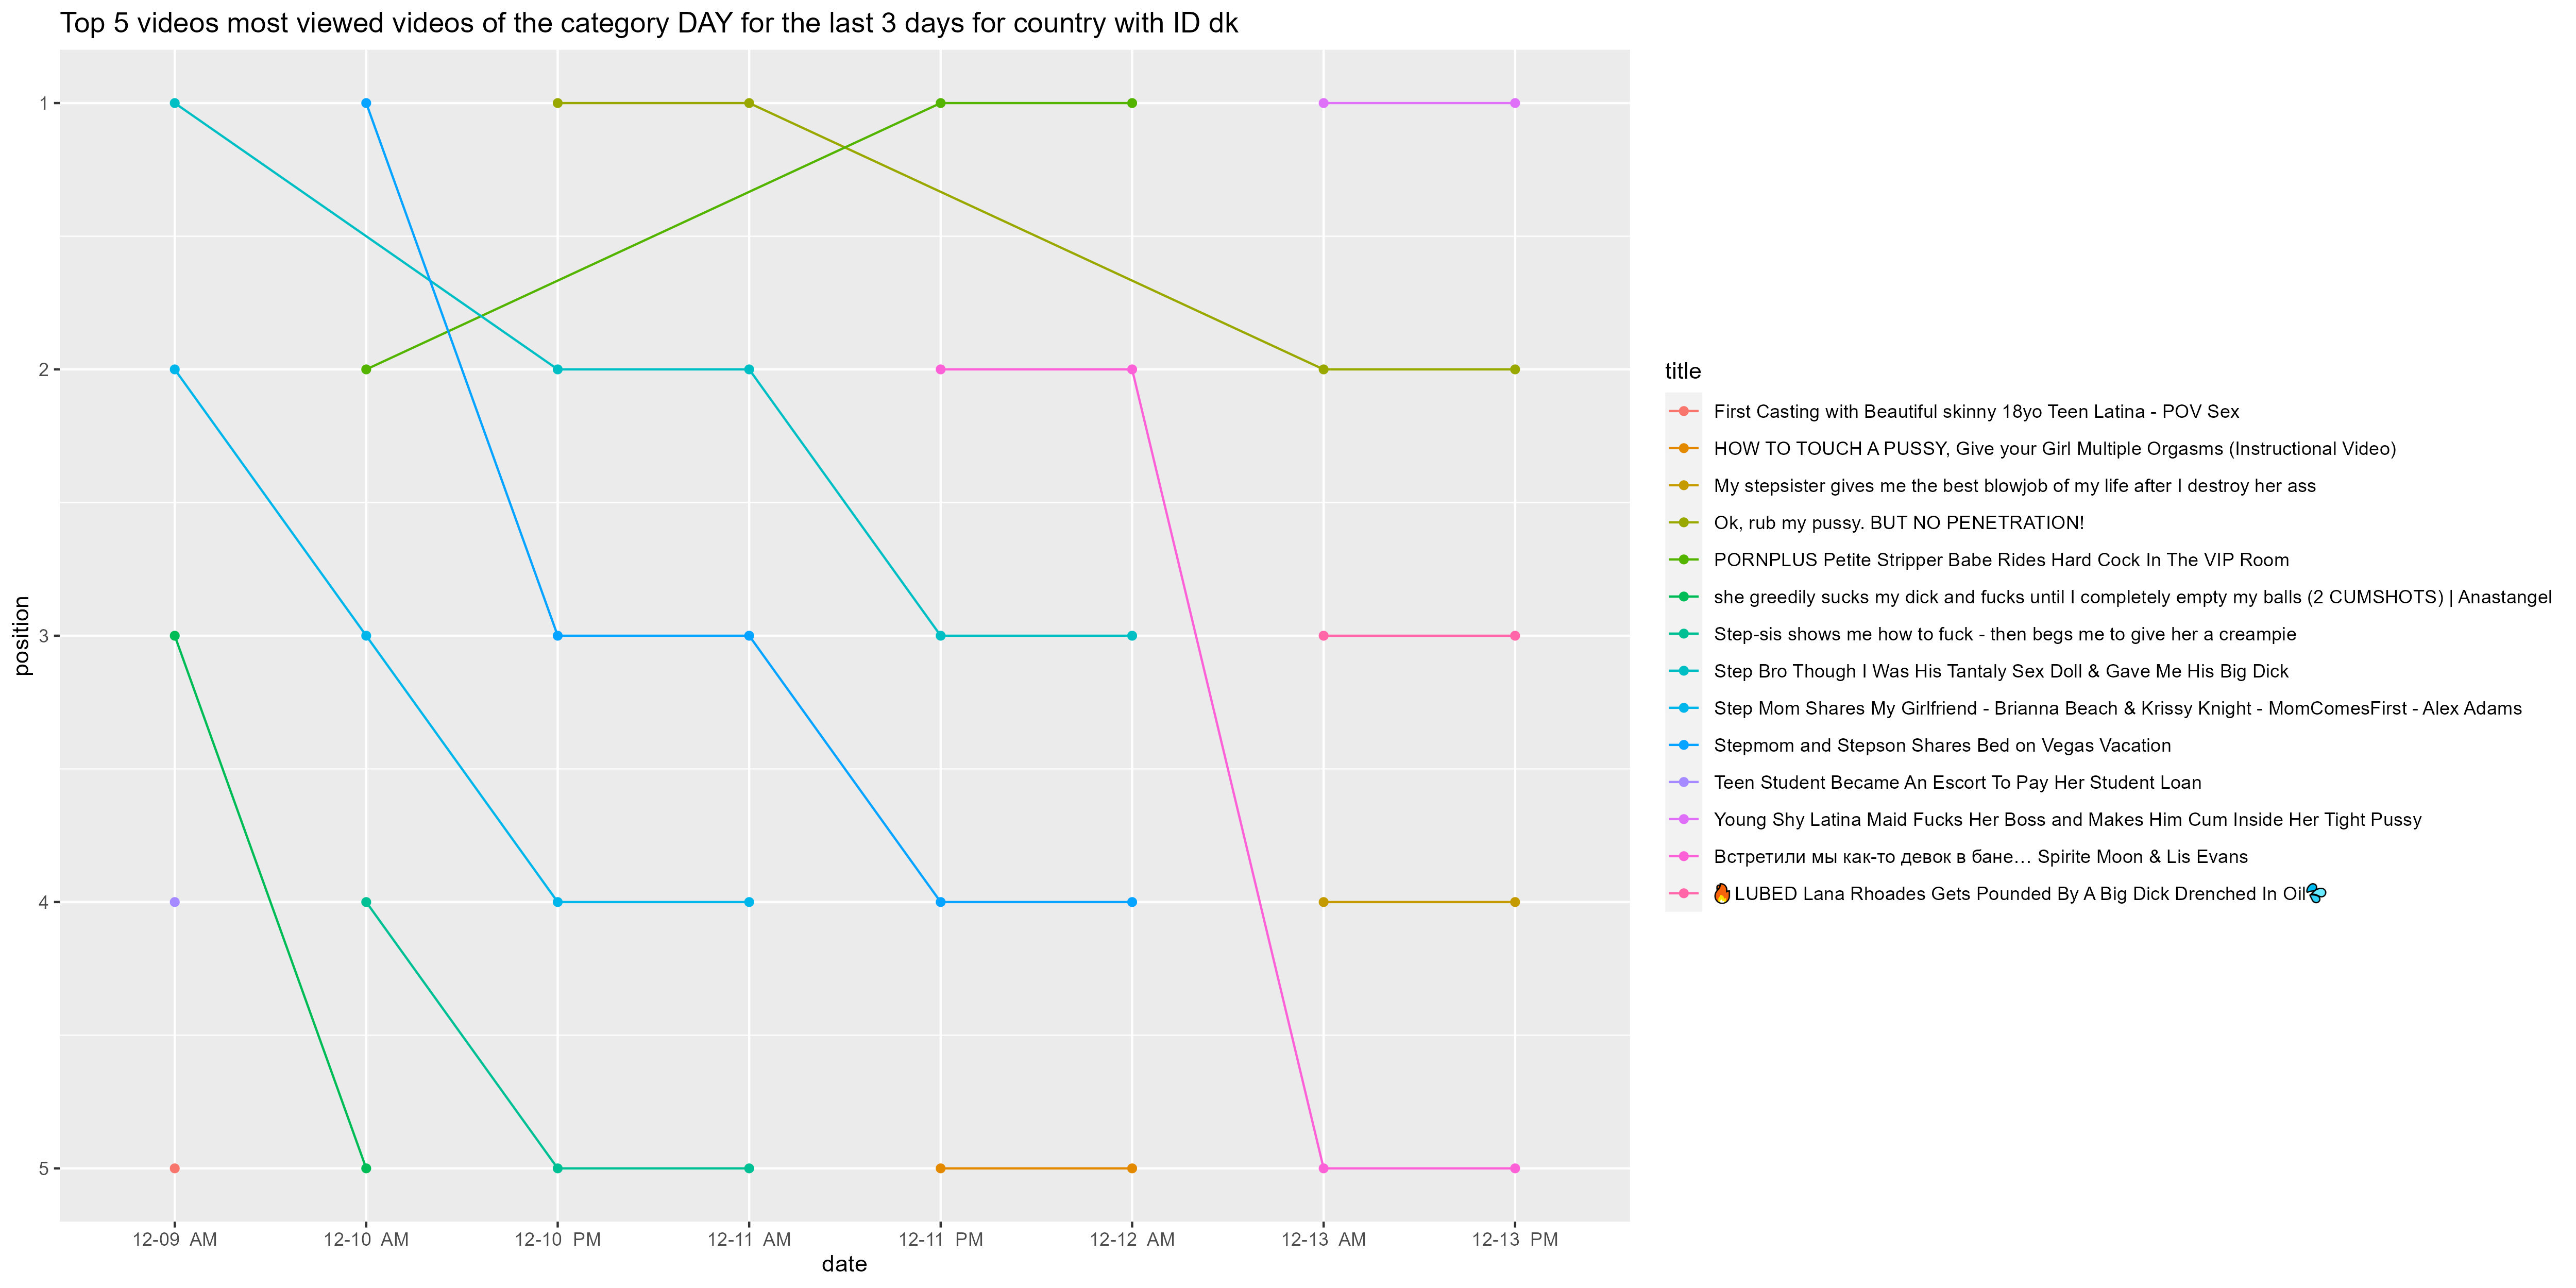 Top 5 videos most viewed videos of the category DAY for the last 3 days for country with ID dk
position
1
2
3
4
5
12-09 AM
12-10 AM
12-10 PM
12-11 AM
12-11 PM
12-12 AM
12-13 AM
12-13 PM
date
title
First Casting with Beautiful skinny 18yo Teen Latina - POV Sex
HOW TO TOUCH A PUSSY, Give your Girl Multiple Orgasms (Instructional Video)
My stepsister gives me the best blowjob of my life after I destroy her ass
Ok, rub my pussy. BUT NO PENETRATION!
PORNPLUS Petite Stripper Babe Rides Hard Cock In The VIP Room
she greedily sucks my dick and fucks until I completely empty my balls (2 CUMSHOTS) | Anastangel
Step-sis shows me how to fuck - then begs me to give her a creampie
Step Bro Though I Was His Tantaly Sex Doll & Gave Me His Big Dick
Step Mom Shares My Girlfriend - Brianna Beach & Krissy Knight - MomComesFirst - Alex Adams
Stepmom and Stepson Shares Bed on Vegas Vacation
Teen Student Became An Escort To Pay Her Student Loan
Young Shy Latina Maid Fucks Her Boss and Makes Him Cum Inside Her Tight Pussy
Встретили мы как-то девок в бане… Spirite Moon & Lis Evans
🔥LUBED Lana Rhoades Gets Pounded By A Big Dick Drenched In Oil💦